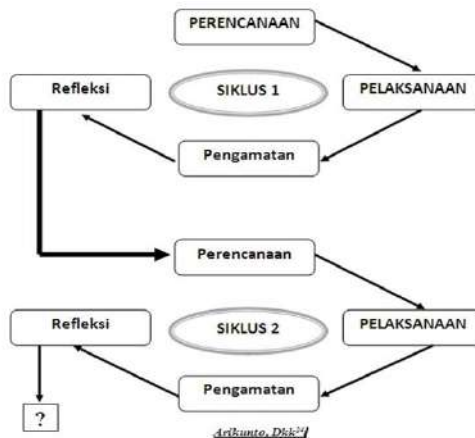 PERENCANAAN
Refleksi
SIKLUS 1
PELAKSANAAN
Pengamatan
Perencanaan
Refleksi
SIKLUS 2
PELAKSANAAN
Pengamatan
?
Arikunto, Dkk